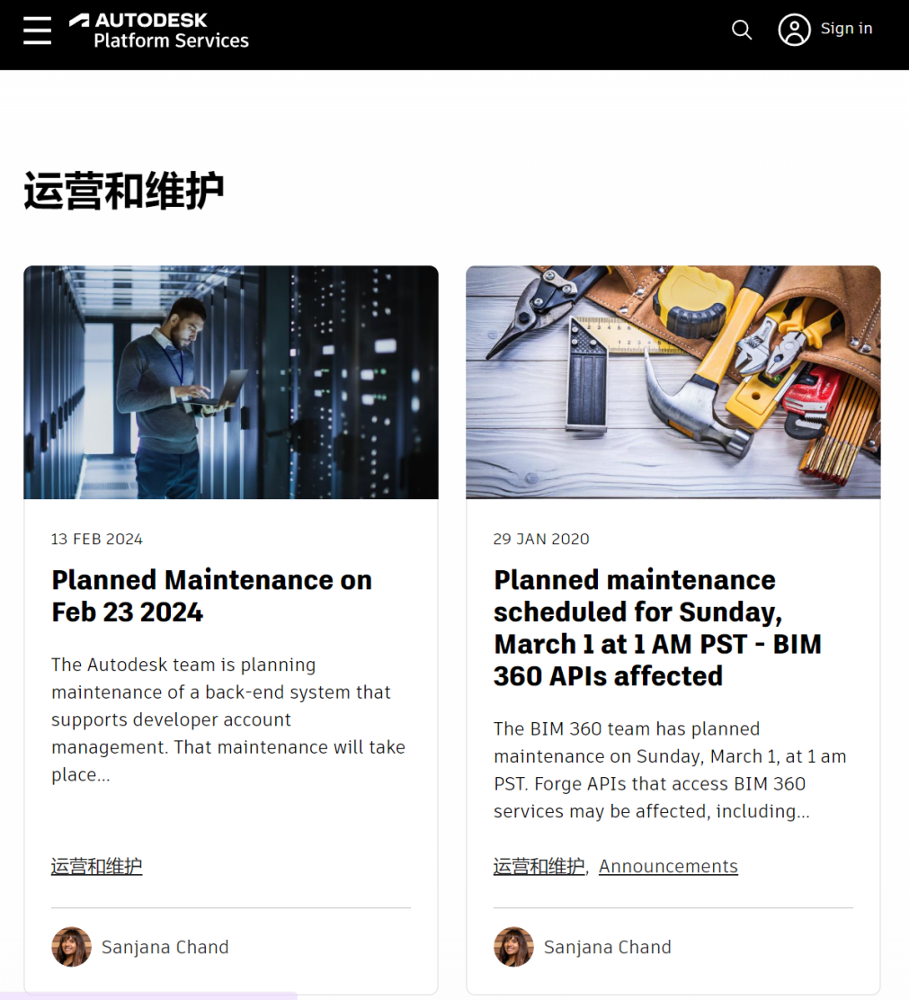 AUTODESK
Platform Services
Sign in
运营和维护
13 FEB 2024
Planned Maintenance on
Feb 23 2024
The Autodesk team is planning
maintenance of a back-end system that
supports developer account
management. That maintenance will take
place...
运营和维护
Sanjana Chand
29 JAN 2020
Planned maintenance
scheduled for Sunday,
March 1 at 1 AM PST - BIM
360 APIs affected
The BIM 360 team has planned
maintenance on Sunday, March 1, at 1 am
PST. Forge APIs that access BIM 360
services may be affected, including...
运营和维护, Announcements
Sanjana Chand